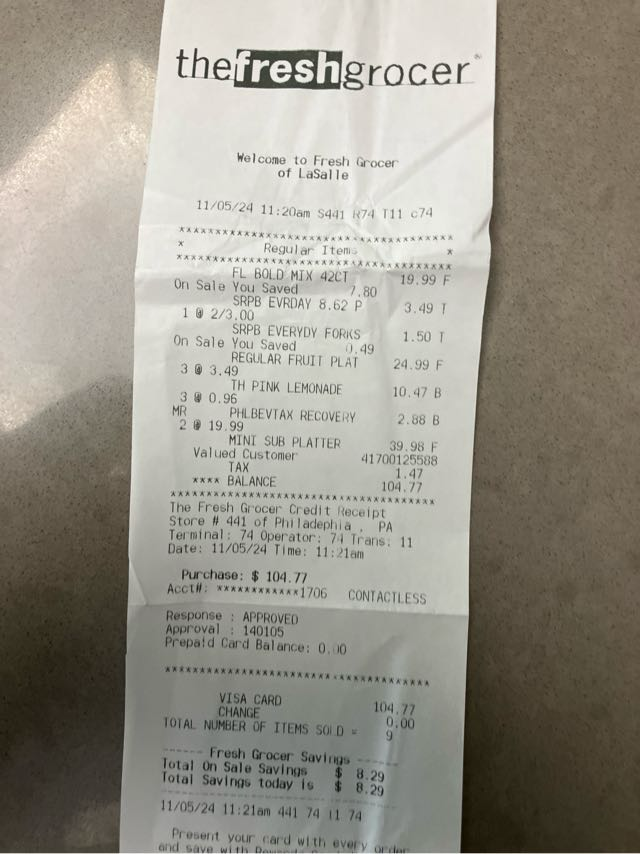 thefreshgrocer®
Welcome to Fresh Grocer
of LaSalle
11/05/24 11:20am S441 R74 T11 c74
****************************************
* Regular Items *
****************************************
FL BOLD MIX 42CT 19.99 F
On Sale You Saved 7.80
SRPB EVRDAY 8.62 P 3.49 T
1 @ 2/3.00
SRPB EVERYDY FORKS 1.50 T
On Sale You Saved 0.49
REGULAR FRUIT PLAT 24.99 F
3 @ 3.49
TH PINK LEMONADE 10.47 B
3 @ 0.96
MR PHLBEVTAX RECOVERY 2.88 B
2 @ 19.99
MINI SUB PLATTER 39.98 F
Valued Customer 41700125588
TAX 1.47
**** BALANCE 104.77
****************************************
The Fresh Grocer Credit Receipt
Store # 441 of Philadephia , PA
Terminal: 74 Operator: 74 Trans: 11
Date: 11/05/24 Time: 11:21am
Purchase: $ 104.77
Acct#: ************1706 CONTACTLESS
Response : APPROVED
Approval : 140105
Prepaid Card Balance: 0.00
****************************************
VISA CARD 104.77
CHANGE 0.00
TOTAL NUMBER OF ITEMS SOLD = 9
------ Fresh Grocer Savings ------
Total On Sale Savings $ 8.29
Total Savings today is $ 8.29
----------------------------------
11/05/24 11:21am 441 74 11 74
Present your card with every order
and save with